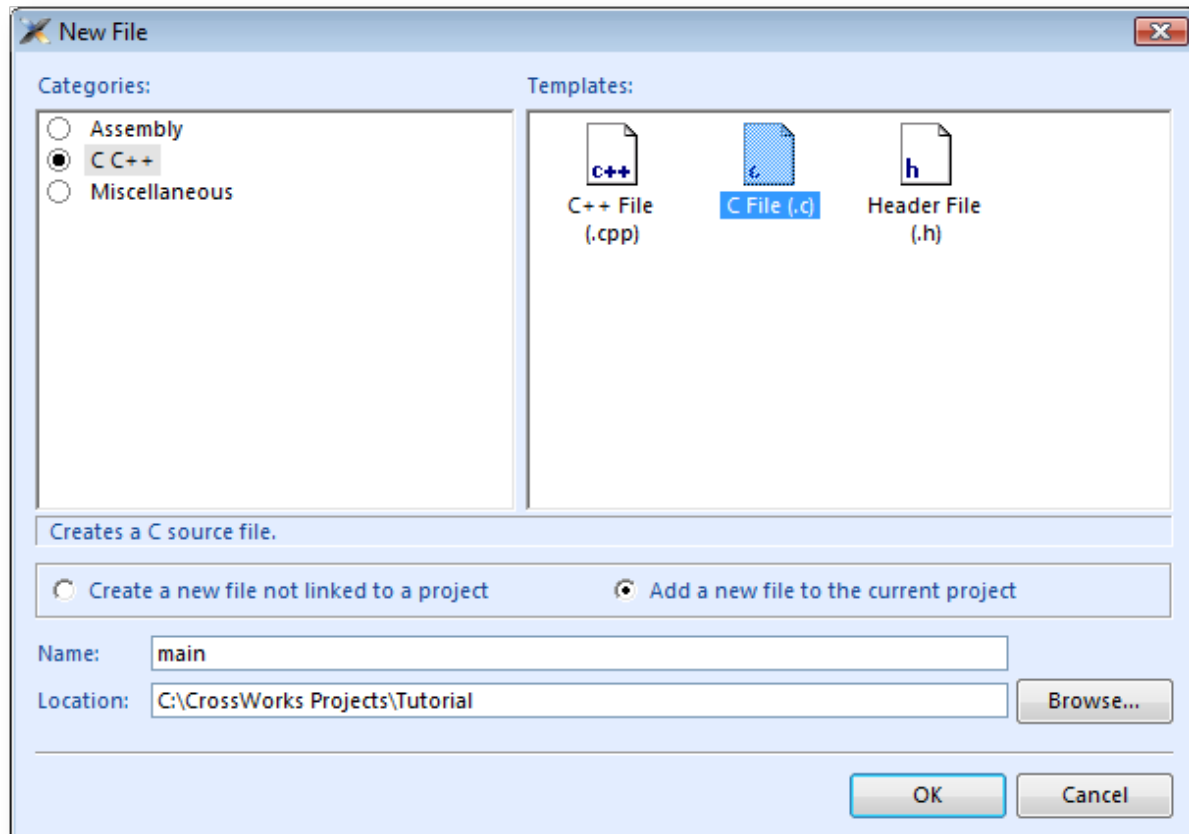 New File
Categories:
Templates:
Assembly
C C++
Miscellaneous
c++
c
h
C++ File
(.cpp)
C File (.c)
Header File
(.h)
Creates a C source file.
Create a new file not linked to a project
Add a new file to the current project
Name:
main
Location:
C:\CrossWorks Projects\Tutorial
Browse...
OK
Cancel